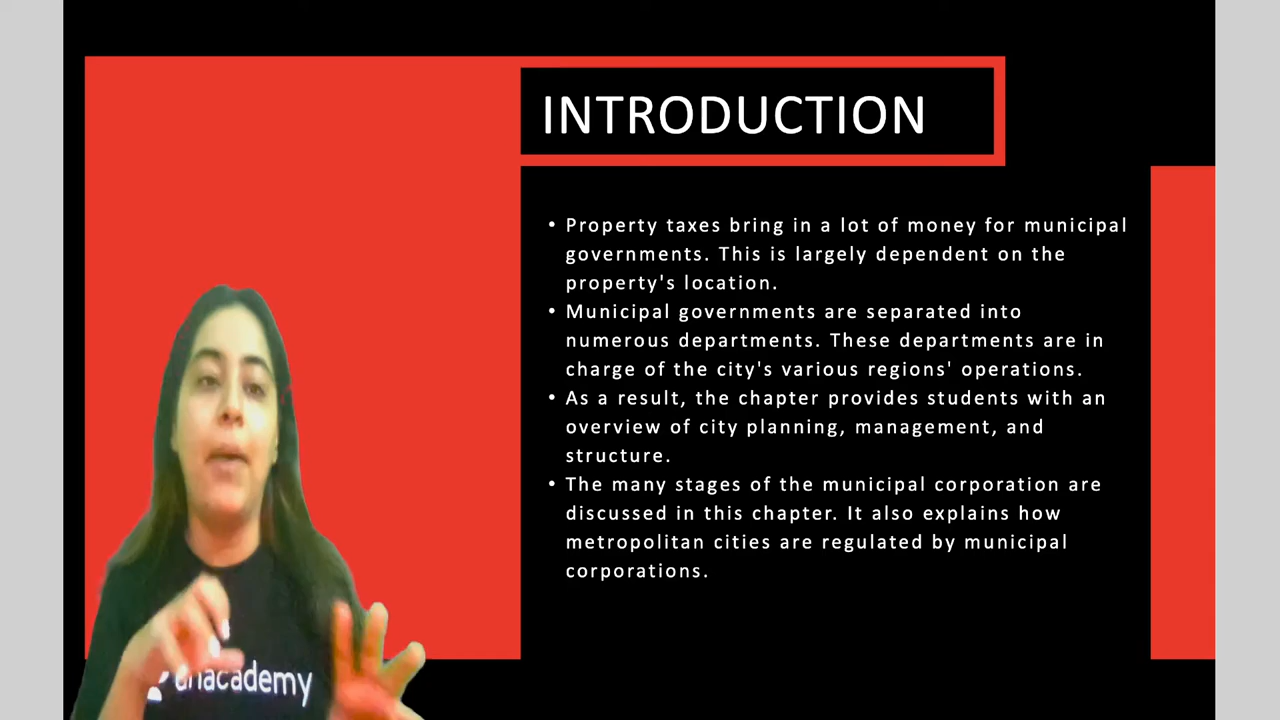 INTRODUCTION
• Property taxes bring in a lot of money for municipal
governments. This is largely dependent on the
property's location.
• Municipal governments are separated into
numerous departments. These departments are in
charge of the city's various regions' operations.
• As a result, the chapter provides students with an
overview of city planning, management, and
structure.
• The many stages of the municipal corporation are
discussed in this chapter. It also explains how
metropolitan cities are regulated by municipal
corporations.
unacademy